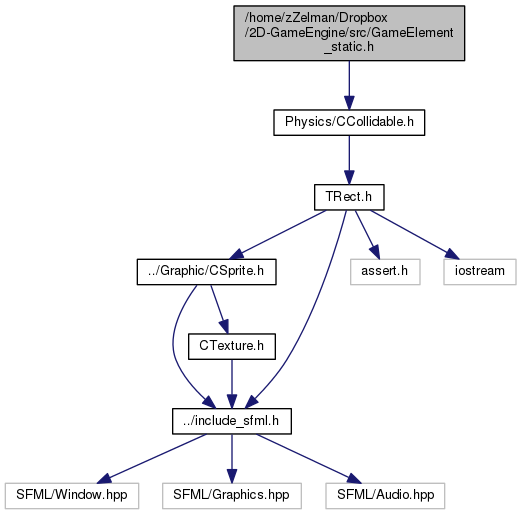 /home/zZelman/Dropbox
/2D-GameEngine/src/GameElement
_static.h
Physics/CCollidable.h
TRect.h
../Graphic/CSprite.h
assert.h
iostream
CTexture.h
../include_sfml.h
SFML/Window.hpp
SFML/Graphics.hpp
SFML/Audio.hpp